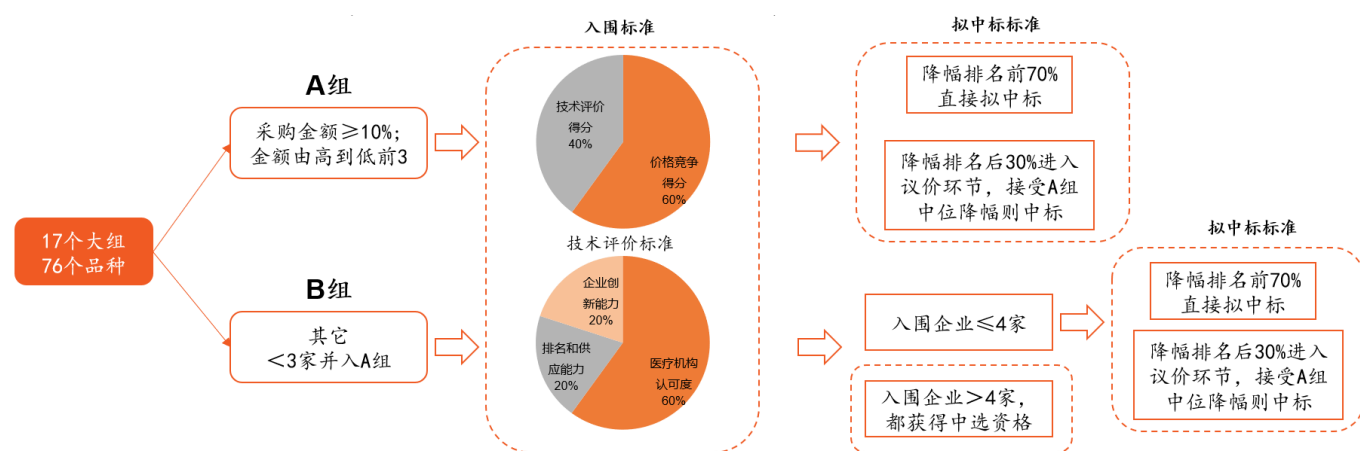 入围标准
拟中标标准
A组
采购金额≥10%;
金额由高到低前3
技术评价
得分
40%
价格竞争
得分
60%
降幅排名前70%
直接拟中标
降幅排名后30%进入
议价环节，接受A组
中位降幅则中标
17个大组
76个品种
技术评价标准
B组
其它
<3家并入A组
企业创
新能力
20%
排名和供
应能力
20%
医疗机构
认可度
60%
入围企业≤4家
入围企业>4家，
都获得中选资格
拟中标标准
降幅排名前70%
直接拟中标
降幅排名后30%进入
议价环节，接受A组
中位降幅则中标